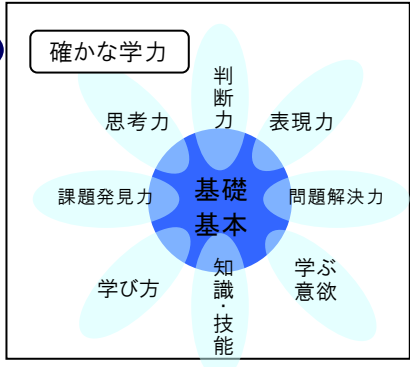 確かな学力
判断力
思考力
表現力
課題発見力
基礎
基本
問題解決力
学び方
知識・技能
学ぶ
意欲